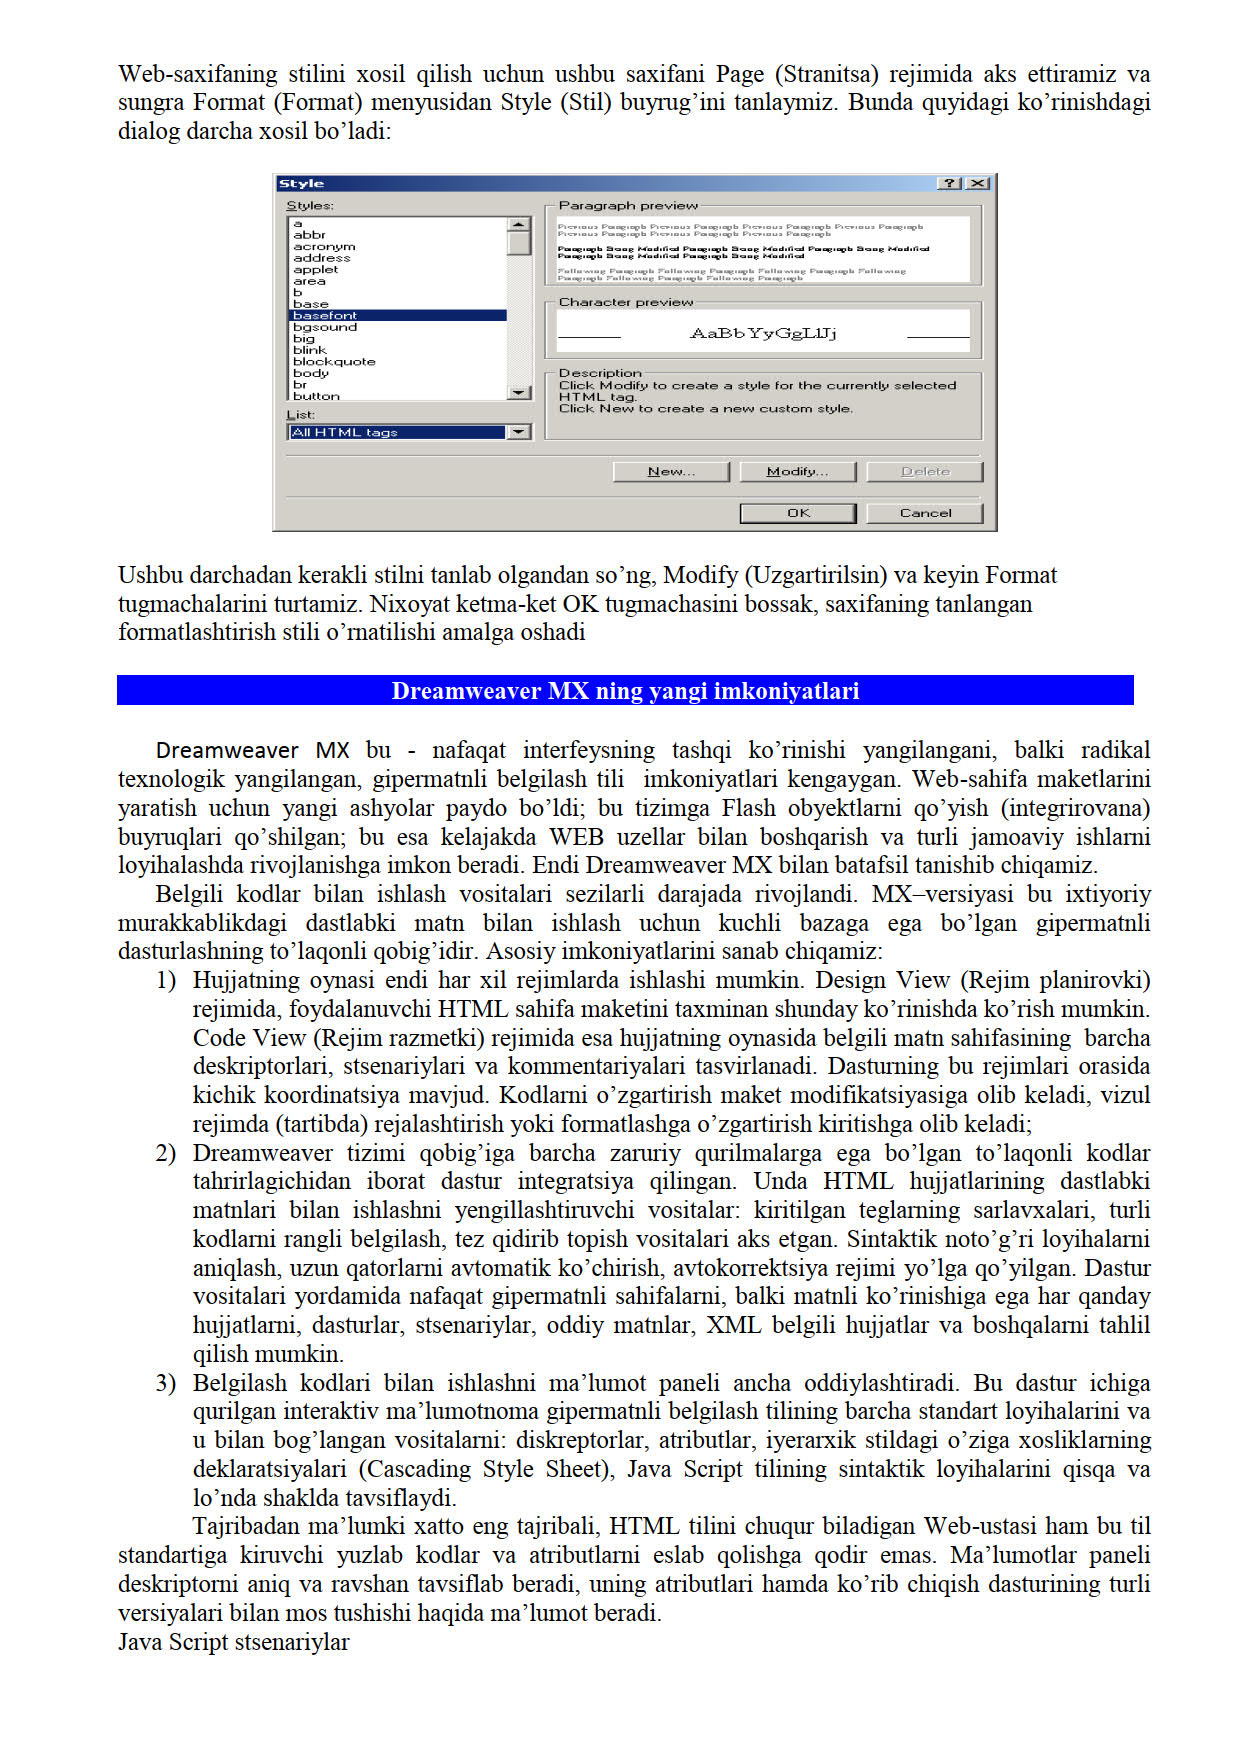 Web-saxifaning stilini xosil qilish uchun ushbu saxifani Page (Stranitsa) rejimida aks ettiramiz va
sungra Format (Format) menyusidan Style (Stil) buyrug’ini tanlaymiz. Bunda quyidagi ko’rinishdagi
dialog darcha xosil bo’ladi:
Style
Styles:
a
abbr
acronym
address
applet
area
b
base
basefont
bgsound
big
blink
blockquote
body
br
button
List:
All HTML tags
Paragraph preview
Previous Paragraph Previous Paragraph Previous Paragraph Previous Paragraph
Previous Paragraph Previous Paragraph Previous Paragraph
Paragraph Being Modified Paragraph Being Modified Paragraph Being Modified
Paragraph Being Modified Paragraph Being Modified
Following Paragraph Following Paragraph Following Paragraph Following
Paragraph Following Paragraph Following Paragraph
Character preview
AaBbYyGgLlJj
Description
Click Modify to create a style for the currently selected
HTML tag.
Click New to create a new custom style.
New... Modify... Delete
OK Cancel
Ushbu darchadan kerakli stilni tanlab olgandan so’ng, Modify (Uzgartirilsin) va keyin Format
tugmachalarini turtamiz. Nixoyat ketma-ket OK tugmachasini bossak, saxifaning tanlangan
formatlashtirish stili o’rnatilishi amalga oshadi
Dreamweaver MX ning yangi imkoniyatlari
Dreamweaver MX bu - nafaqat interfeysning tashqi ko’rinishi yangilangani, balki radikal
texnologik yangilangan, gipermatnli belgilash tili imkoniyatlari kengaygan. Web-sahifa maketlarini
yaratish uchun yangi ashyolar paydo bo’ldi; bu tizimga Flash obyektlarni qo’yish (integrirovana)
buyruqlari qo’shilgan; bu esa kelajakda WEB uzellar bilan boshqarish va turli jamoaviy ishlarni
loyihalashda rivojlanishga imkon beradi. Endi Dreamweaver MX bilan batafsil tanishib chiqamiz.
Belgili kodlar bilan ishlash vositalari sezilarli darajada rivojlandi. MX–versiyasi bu ixtiyoriy
murakkablikdagi dastlabki matn bilan ishlash uchun kuchli bazaga ega bo’lgan gipermatnli
dasturlashning to’laqonli qobig’idir. Asosiy imkoniyatlarini sanab chiqamiz:
1) Hujjatning oynasi endi har xil rejimlarda ishlashi mumkin. Design View (Rejim planirovki)
rejimida, foydalanuvchi HTML sahifa maketini taxminan shunday ko’rinishda ko’rish mumkin.
Code View (Rejim razmetki) rejimida esa hujjatning oynasida belgili matn sahifasining barcha
deskriptorlari, stsenariylari va kommentariyalari tasvirlanadi. Dasturning bu rejimlari orasida
kichik koordinatsiya mavjud. Kodlarni o’zgartirish maket modifikatsiyasiga olib keladi, vizul
rejimda (tartibda) rejalashtirish yoki formatlashga o’zgartirish kiritishga olib keladi;
2) Dreamweaver tizimi qobig’iga barcha zaruriy qurilmalarga ega bo’lgan to’laqonli kodlar
tahrirlagichidan iborat dastur integratsiya qilingan. Unda HTML hujjatlarining dastlabki
matnlari bilan ishlashni yengillashtiruvchi vositalar: kiritilgan teglarning sarlavxalari, turli
kodlarni rangli belgilash, tez qidirib topish vositalari aks etgan. Sintaktik noto’g’ri loyihalarni
aniqlash, uzun qatorlarni avtomatik ko’chirish, avtokorrektsiya rejimi yo’lga qo’yilgan. Dastur
vositalari yordamida nafaqat gipermatnli sahifalarni, balki matnli ko’rinishiga ega har qanday
hujjatlarni, dasturlar, stsenariylar, oddiy matnlar, XML belgili hujjatlar va boshqalarni tahlil
qilish mumkin.
3) Belgilash kodlari bilan ishlashni ma’lumot paneli ancha oddiylashtiradi. Bu dastur ichiga
qurilgan interaktiv ma’lumotnoma gipermatnli belgilash tilining barcha standart loyihalarini va
u bilan bog’langan vositalarni: diskreptorlar, atributlar, iyerarxik stildagi o’ziga xosliklarning
deklaratsiyalari (Cascading Style Sheet), Java Script tilining sintaktik loyihalarini qisqa va
lo’nda shaklda tavsiflaydi.
Tajribadan ma’lumki xatto eng tajribali, HTML tilini chuqur biladigan Web-ustasi ham bu til
standartiga kiruvchi yuzlab kodlar va atributlarni eslab qolishga qodir emas. Ma’lumotlar paneli
deskriptorni aniq va ravshan tavsiflab beradi, uning atributlari hamda ko’rib chiqish dasturining turli
versiyalari bilan mos tushishi haqida ma’lumot beradi.
Java Script stsenariylar